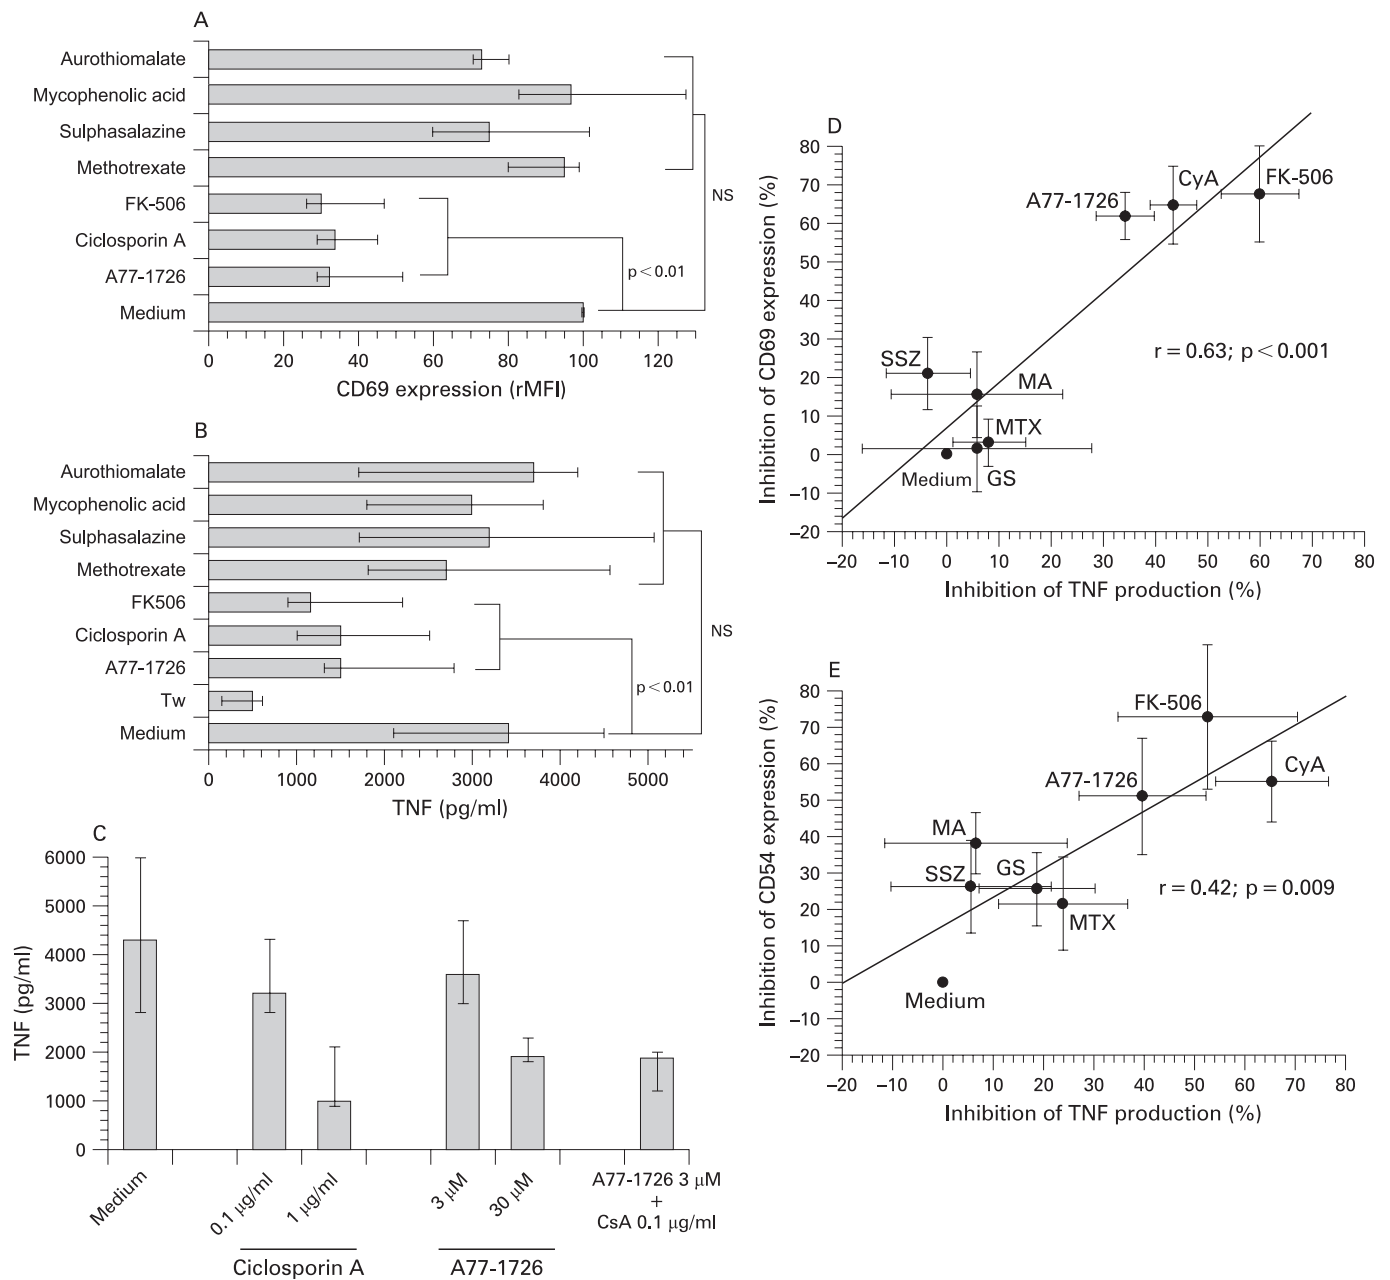 A
Aurothiomalate
Mycophenolic acid
Sulphasalazine
Methotrexate
FK-506
Ciclosporin A
A77-1726
Medium
NS
p < 0.01
0 20 40 60 80 100 120
CD69 expression (rMFI)
B
Aurothiomalate
Mycophenolic acid
Sulphasalazine
Methotrexate
FK506
Ciclosporin A
A77-1726
Tw
Medium
NS
p < 0.01
0 1000 2000 3000 4000 5000
TNF (pg/ml)
C
6000
5000
4000
3000
2000
1000
0
TNF (pg/ml)
Medium
0.1 μg/ml
1 μg/ml
3 μM
30 μM
A77-1726 3 μM
+
CsA 0.1 μg/ml
Ciclosporin A
A77-1726
D
80
70
60
50
40
30
20
10
0
–10
–20
Inhibition of CD69 expression (%)
CyA
FK-506
A77-1726
r = 0.63; p < 0.001
SSZ
MA
MTX
Medium
GS
–20 –10 0 10 20 30 40 50 60 70 80
Inhibition of TNF production (%)
E
80
70
60
50
40
30
20
10
0
–10
–20
Inhibition of CD54 expression (%)
FK-506
CyA
A77-1726
MA
SSZ
GS
MTX
r = 0.42; p = 0.009
Medium
–20 –10 0 10 20 30 40 50 60 70 80
Inhibition of TNF production (%)